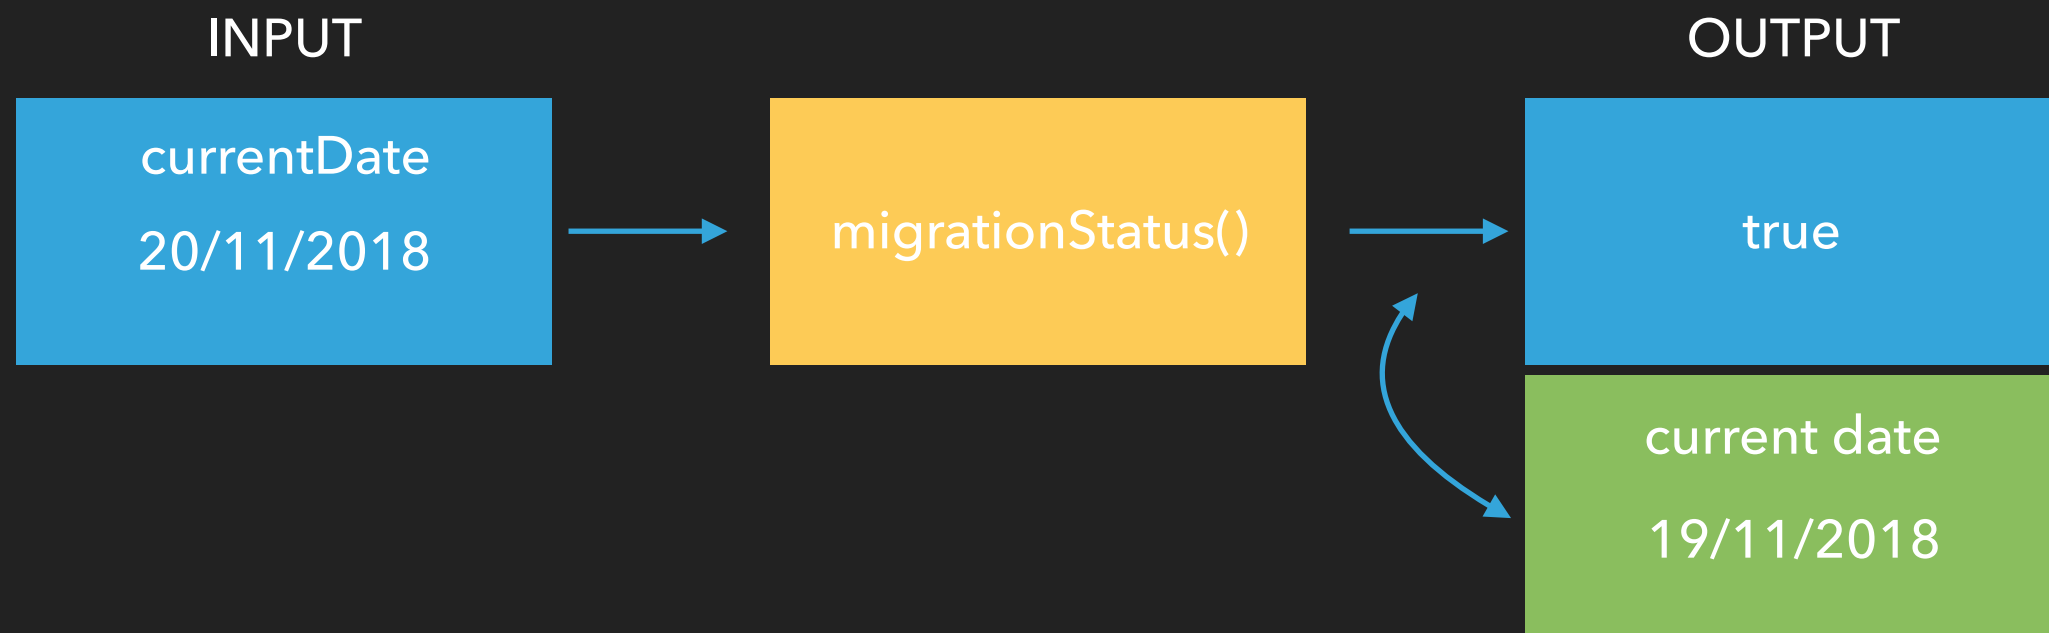 INPUT
OUTPUT
currentDate
20/11/2018
migrationStatus()
true
current date
19/11/2018